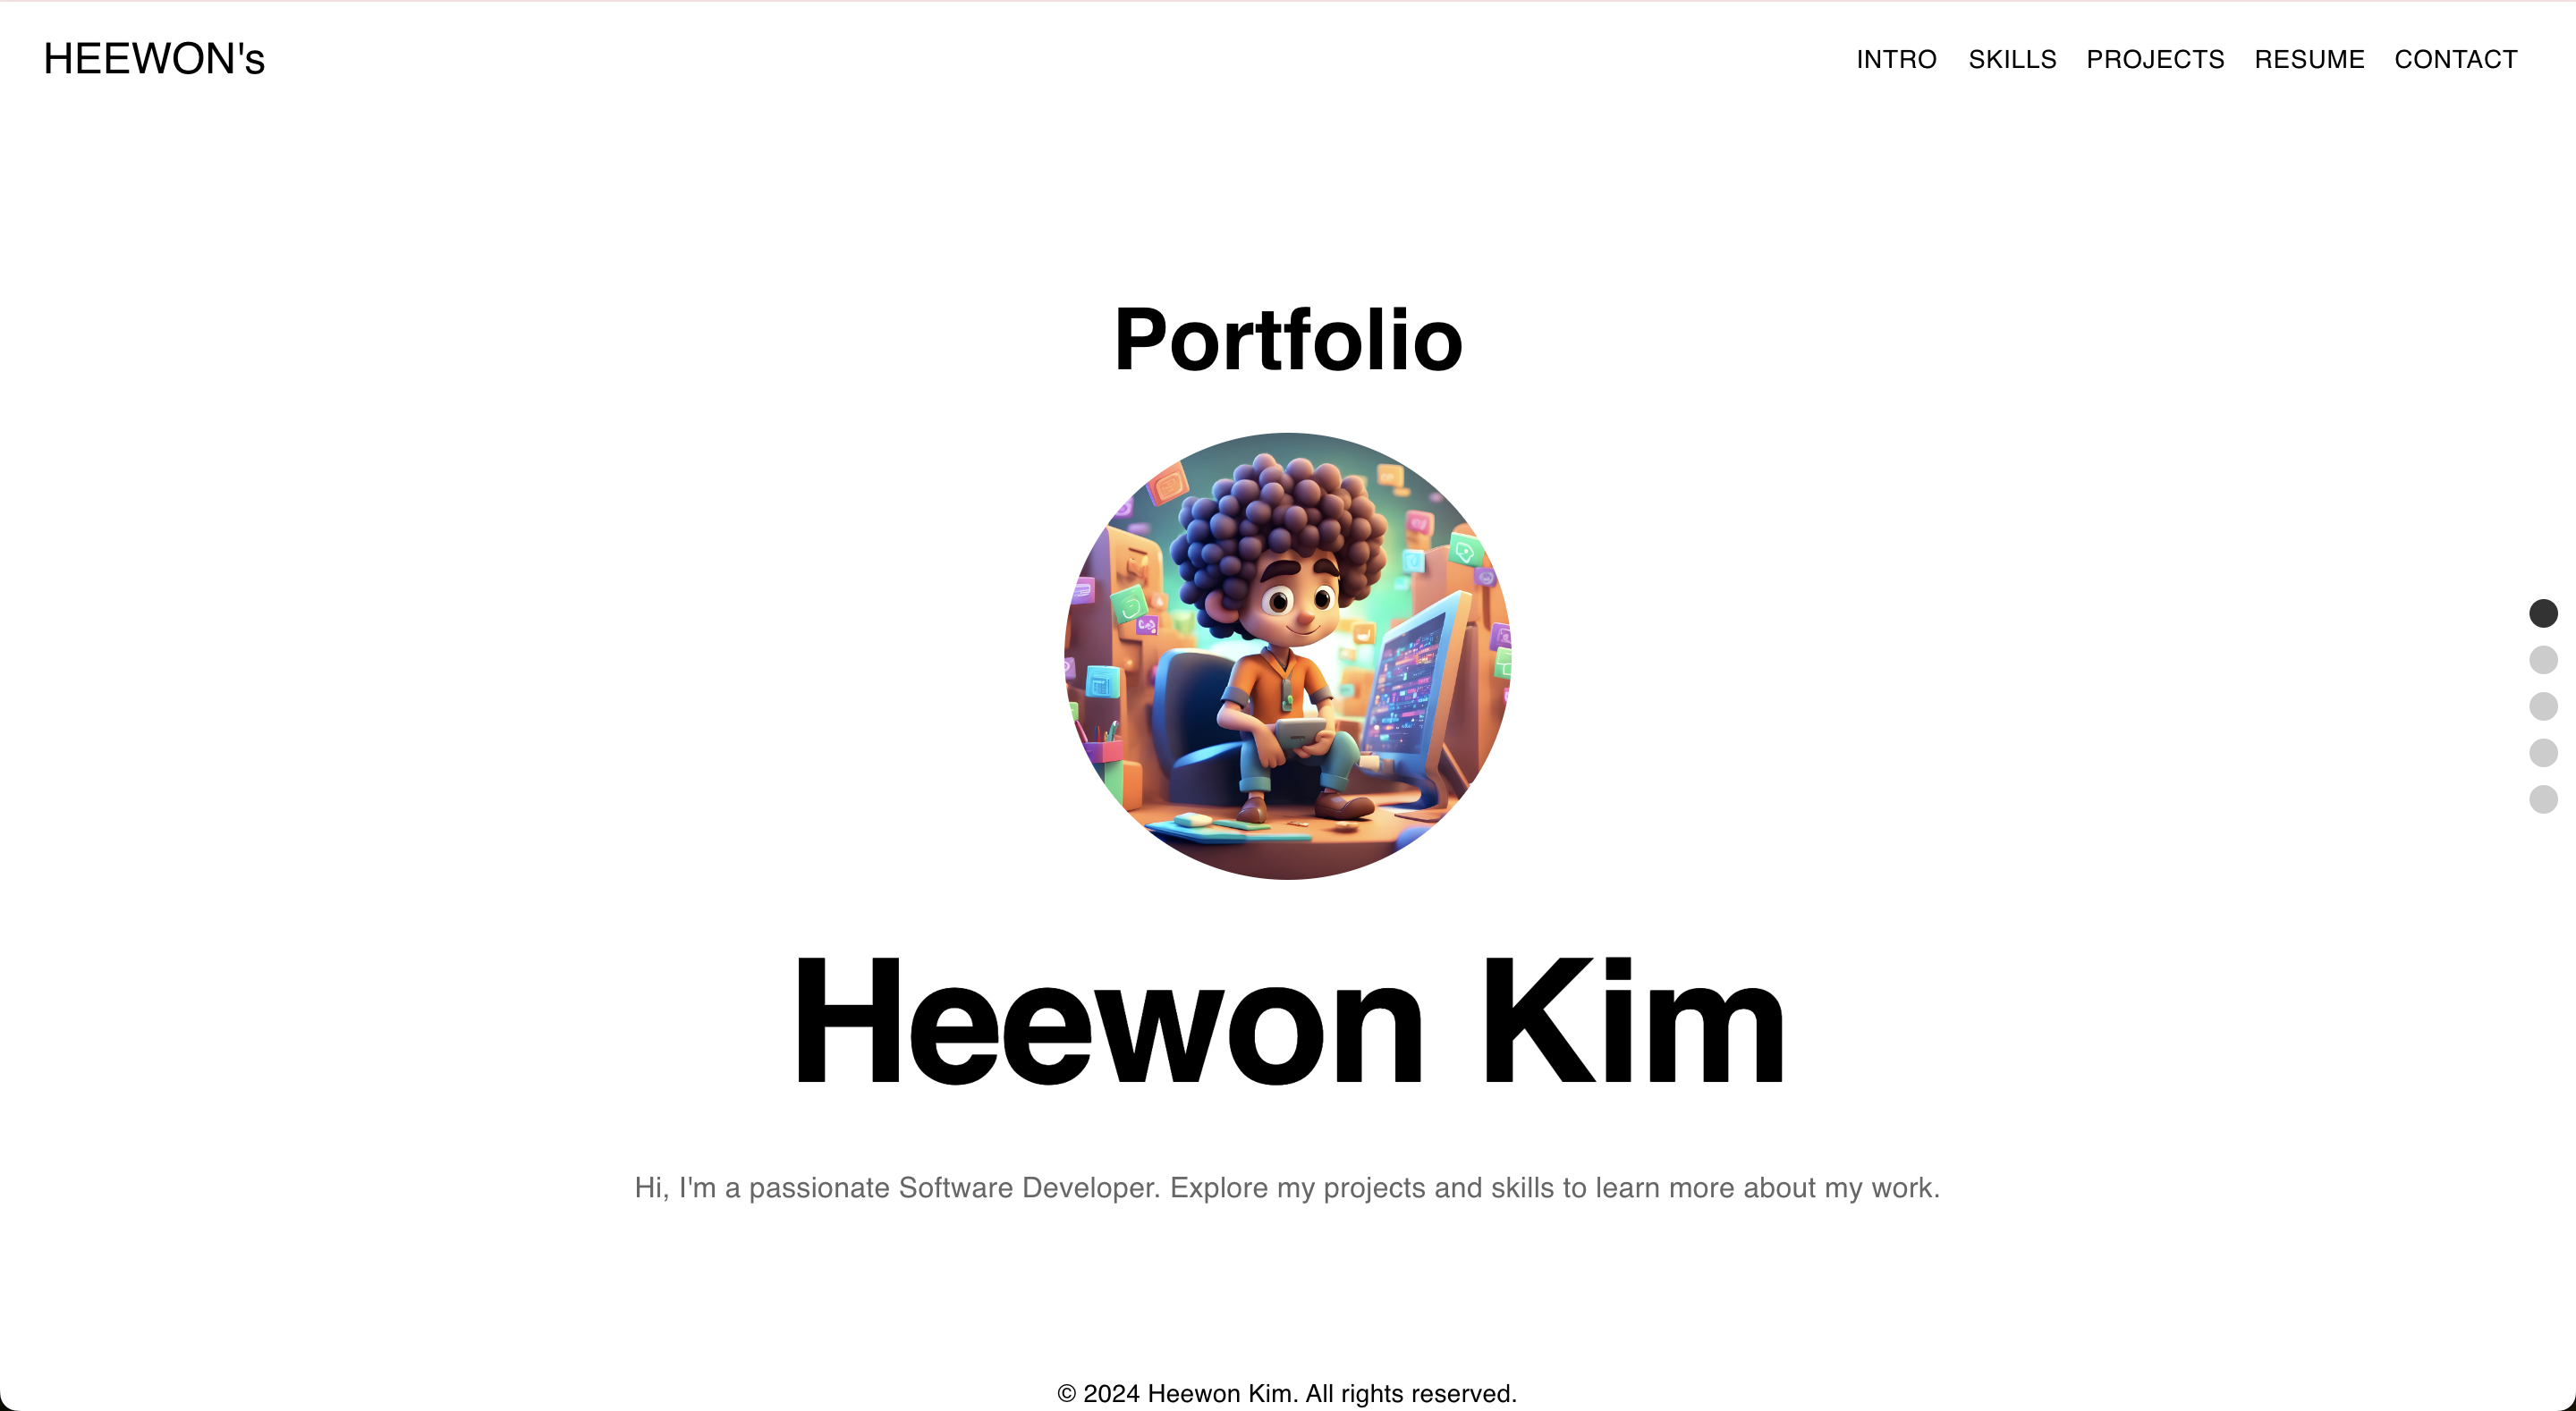 HEEWON's
INTRO SKILLS PROJECTS RESUME CONTACT
Portfolio
Heewon Kim
Hi, I'm a passionate Software Developer. Explore my projects and skills to learn more about my work.
© 2024 Heewon Kim. All rights reserved.